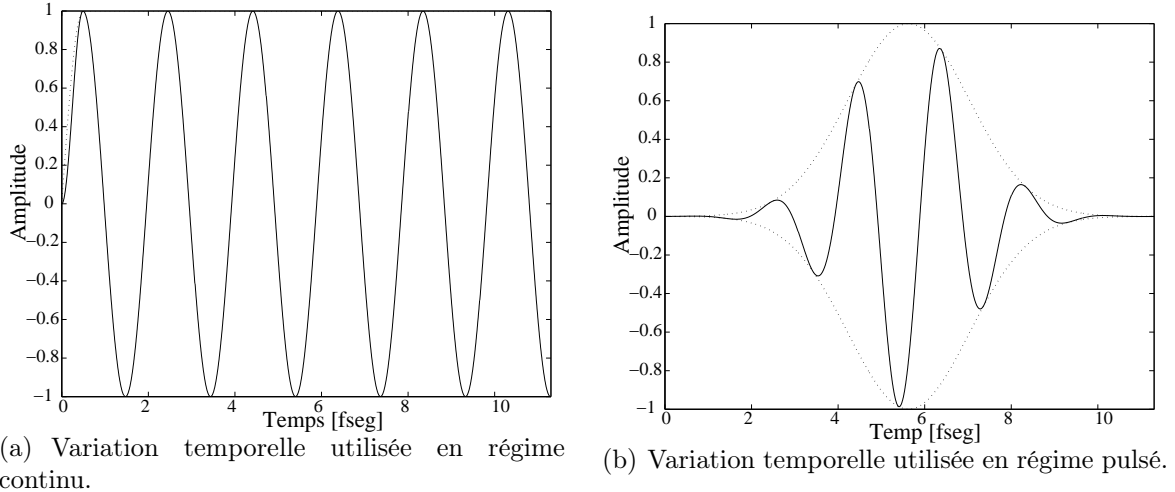 1
0.8
0.6
0.4
0.2
0
−0.2
−0.4
−0.6
−0.8
−1
Amplitude
0 2 4 6 8 10
Temps [fseg]
(a) Variation temporelle utilisée en régime
continu.
1
0.8
0.6
0.4
0.2
0
−0.2
−0.4
−0.6
−0.8
−1
Amplitude
0 2 4 6 8 10
Temp [fseg]
(b) Variation temporelle utilisée en régime pulsé.